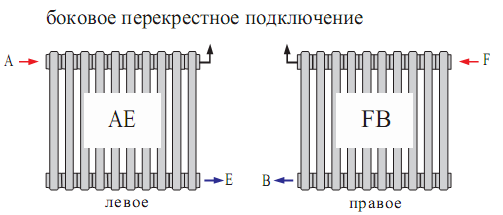 боковое перекрестное подключение
A
F
AE
FB
E
B
левое
правое